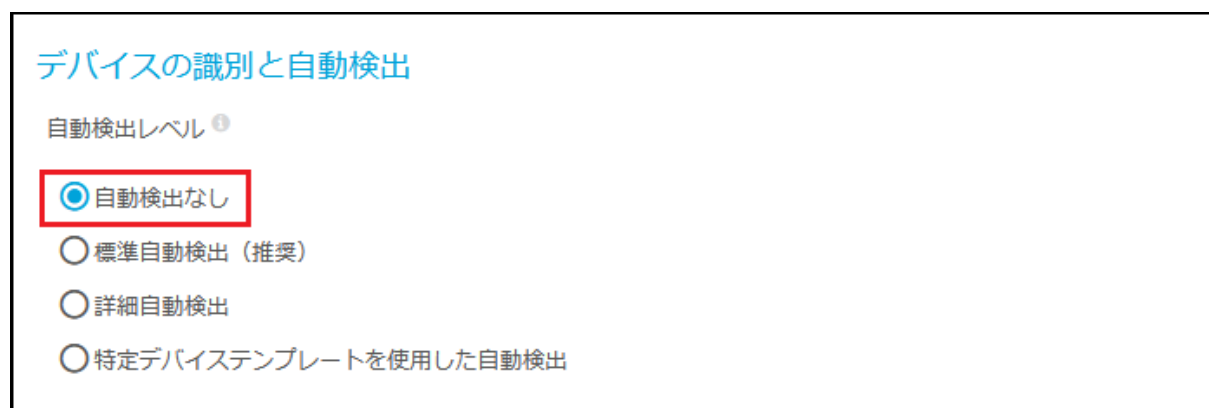 デバイスの識別と自動検出
自動検出レベル
自動検出なし
標準自動検出（推奨）
詳細自動検出
特定デバイステンプレートを使用した自動検出